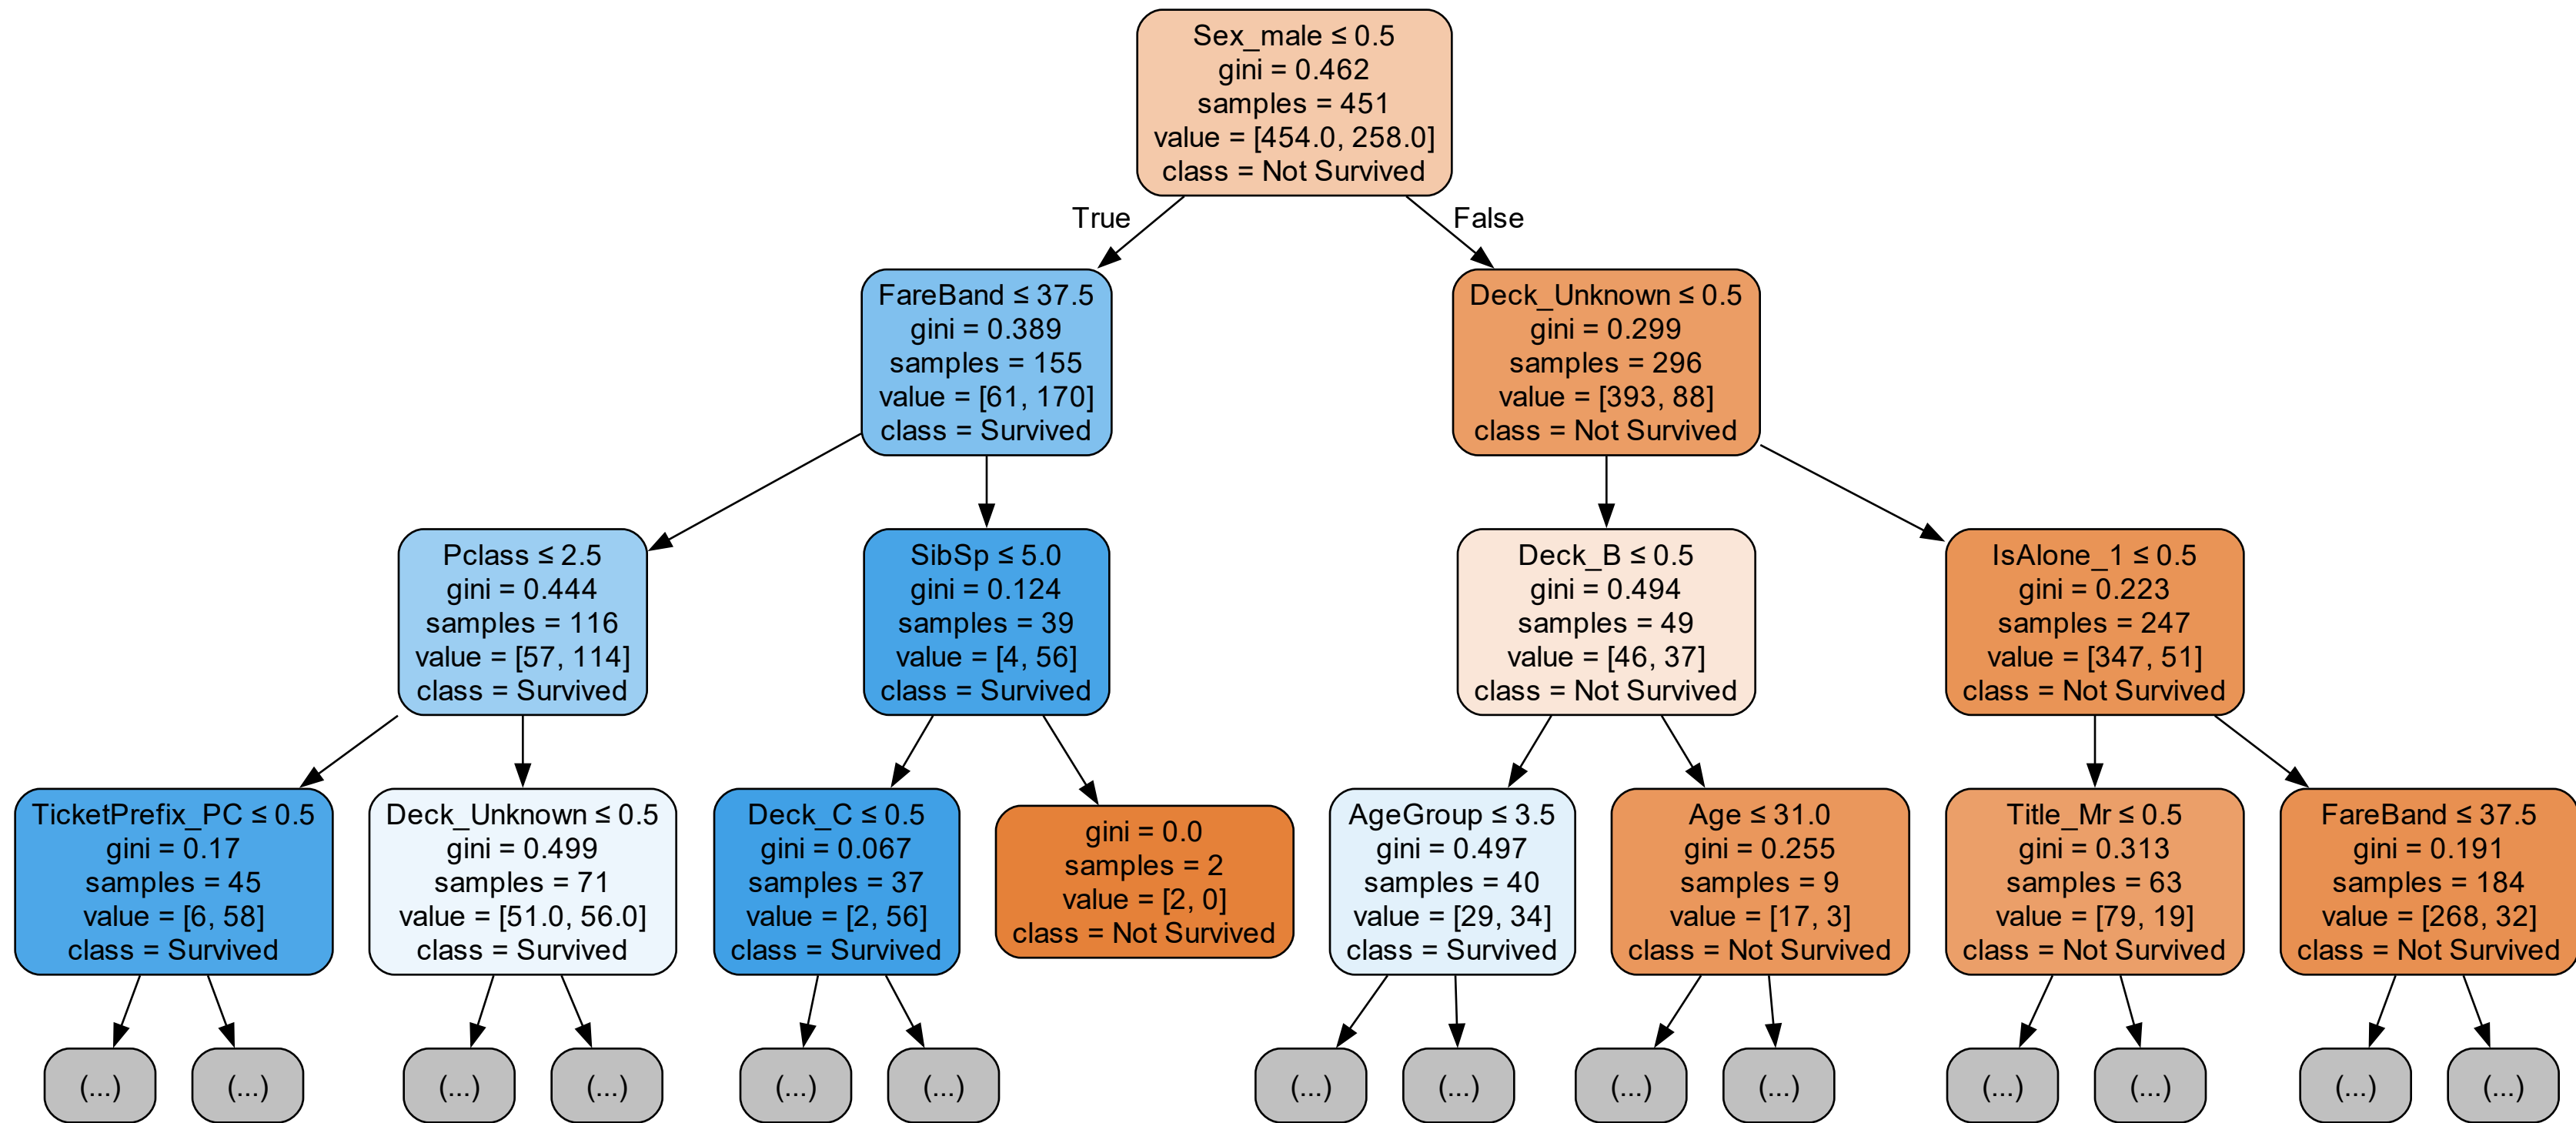 Sex_male ≤ 0.5
gini = 0.462
samples = 451
value = [454.0, 258.0]
class = Not Survived
True
False
FareBand ≤ 37.5
gini = 0.389
samples = 155
value = [61, 170]
class = Survived
Deck_Unknown ≤ 0.5
gini = 0.299
samples = 296
value = [393, 88]
class = Not Survived
Pclass ≤ 2.5
gini = 0.444
samples = 116
value = [57, 114]
class = Survived
SibSp ≤ 5.0
gini = 0.124
samples = 39
value = [4, 56]
class = Survived
Deck_B ≤ 0.5
gini = 0.494
samples = 49
value = [46, 37]
class = Not Survived
IsAlone_1 ≤ 0.5
gini = 0.223
samples = 247
value = [347, 51]
class = Not Survived
TicketPrefix_PC ≤ 0.5
gini = 0.17
samples = 45
value = [6, 58]
class = Survived
Deck_Unknown ≤ 0.5
gini = 0.499
samples = 71
value = [51.0, 56.0]
class = Survived
Deck_C ≤ 0.5
gini = 0.067
samples = 37
value = [2, 56]
class = Survived
gini = 0.0
samples = 2
value = [2, 0]
class = Not Survived
AgeGroup ≤ 3.5
gini = 0.497
samples = 40
value = [29, 34]
class = Survived
Age ≤ 31.0
gini = 0.255
samples = 9
value = [17, 3]
class = Not Survived
Title_Mr ≤ 0.5
gini = 0.313
samples = 63
value = [79, 19]
class = Not Survived
FareBand ≤ 37.5
gini = 0.191
samples = 184
value = [268, 32]
class = Not Survived
(...)
(...)
(...)
(...)
(...)
(...)
(...)
(...)
(...)
(...)
(...)
(...)
(...)
(...)